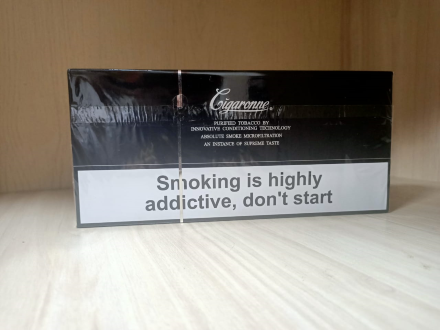 Cigaronne
PURIFIED TOBACCO BY
INNOVATIVE CONDITIONING TECHNOLOGY
ABSOLUTE SMOKE MICROFILTRATION
AN INSTANCE OF SUPREME TASTE
Smoking is highly
addictive, don't start